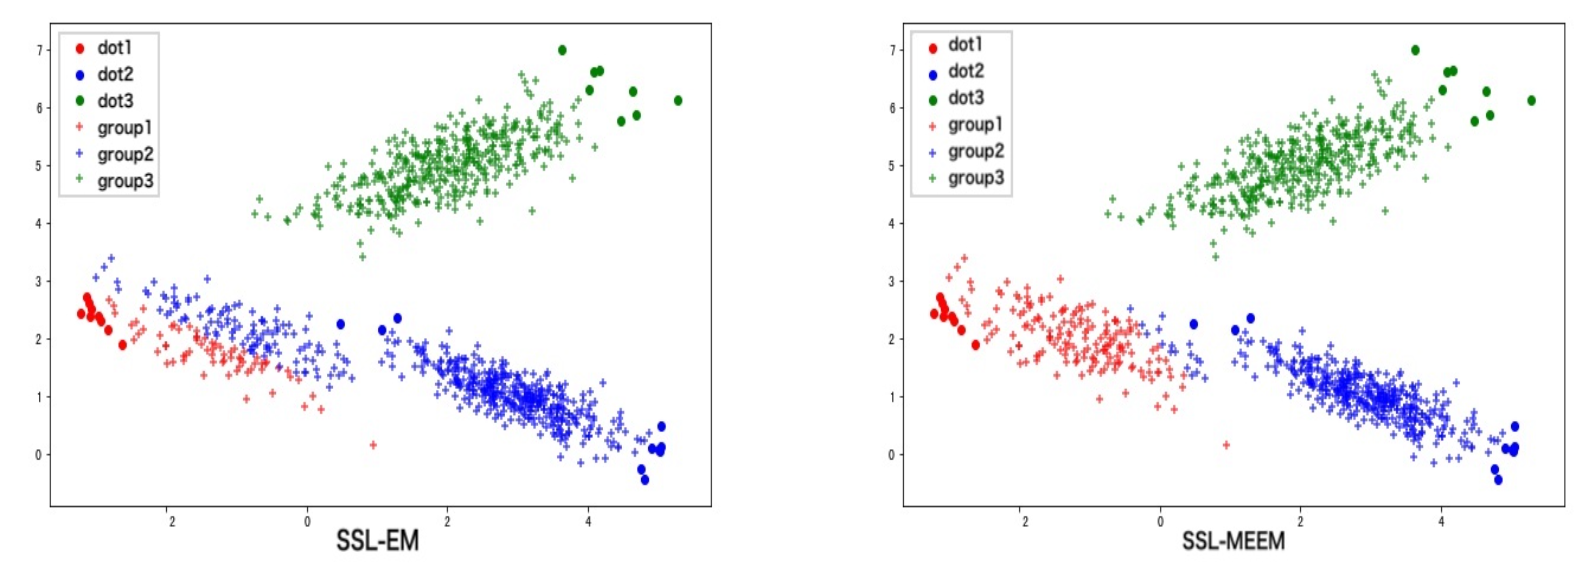 dot1
dot2
dot3
group1
group2
group3
7
6
5
4
3
2
1
0
2 0 2 4
SSL-EM
dot1
dot2
dot3
group1
group2
group3
7
6
5
4
3
2
1
0
2 0 2 4
SSL-MEEM